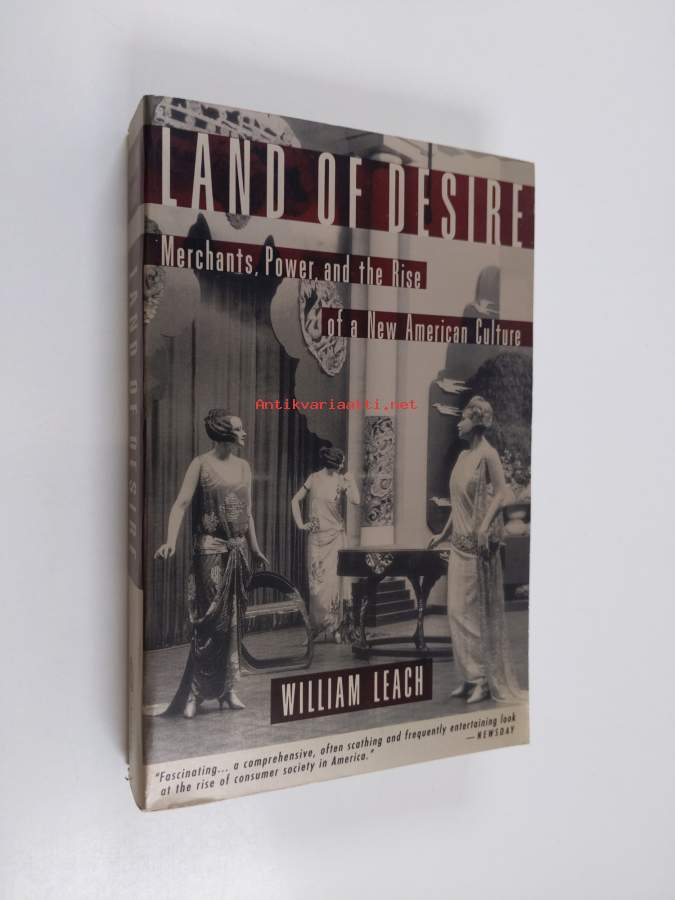 LAND OF DESIRE
Merchants, Power, and the Rise
of a New American Culture
Antikvariaatti.net
LAND OF DESIRE
WILLIAM LEACH
"Fascinating... a comprehensive, often scathing and frequently entertaining look
at the rise of consumer society in America."
—NEWSDAY